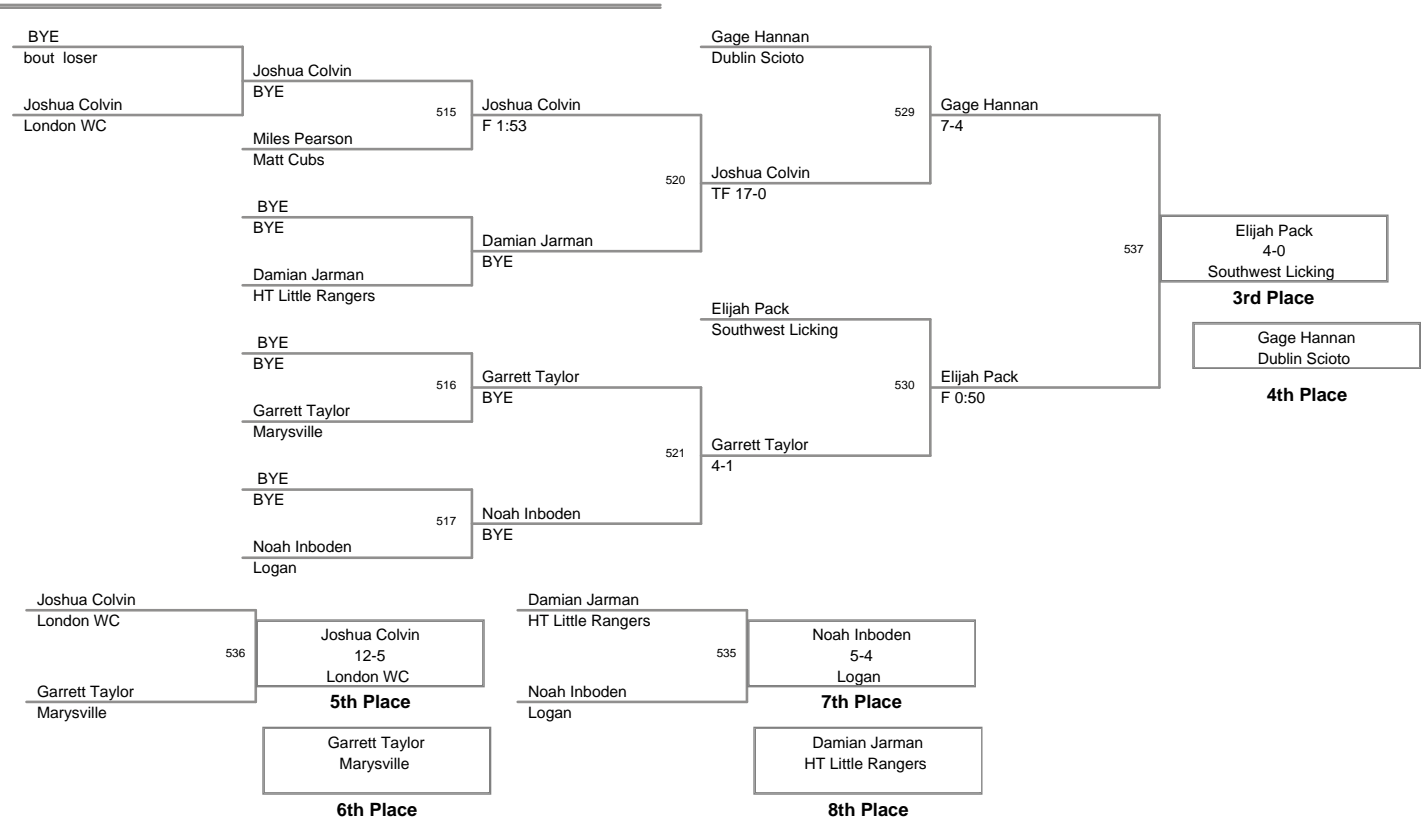 BYE
bout  loser
Joshua Colvin
London WC
Joshua Colvin
BYE
515
Miles Pearson
Matt Cubs
BYE
BYE
Damian Jarman
HT Little Rangers
BYE
BYE
516
Garrett Taylor
Marysville
BYE
BYE
517
Noah Inboden
Logan
Joshua Colvin
F 1:53
520
Damian Jarman
BYE
Garrett Taylor
BYE
521
Noah Inboden
BYE
Gage Hannan
Dublin Scioto
529
Joshua Colvin
TF 17-0
Elijah Pack
Southwest Licking
530
Garrett Taylor
4-1
Gage Hannan
7-4
537
Elijah Pack
F 0:50
Elijah Pack
4-0
Southwest Licking
3rd Place
Gage Hannan
Dublin Scioto
4th Place
Joshua Colvin
London WC
536
Garrett Taylor
Marysville
Joshua Colvin
12-5
London WC
5th Place
Garrett Taylor
Marysville
6th Place
Damian Jarman
HT Little Rangers
535
Noah Inboden
Logan
Noah Inboden
5-4
Logan
7th Place
Damian Jarman
HT Little Rangers
8th Place